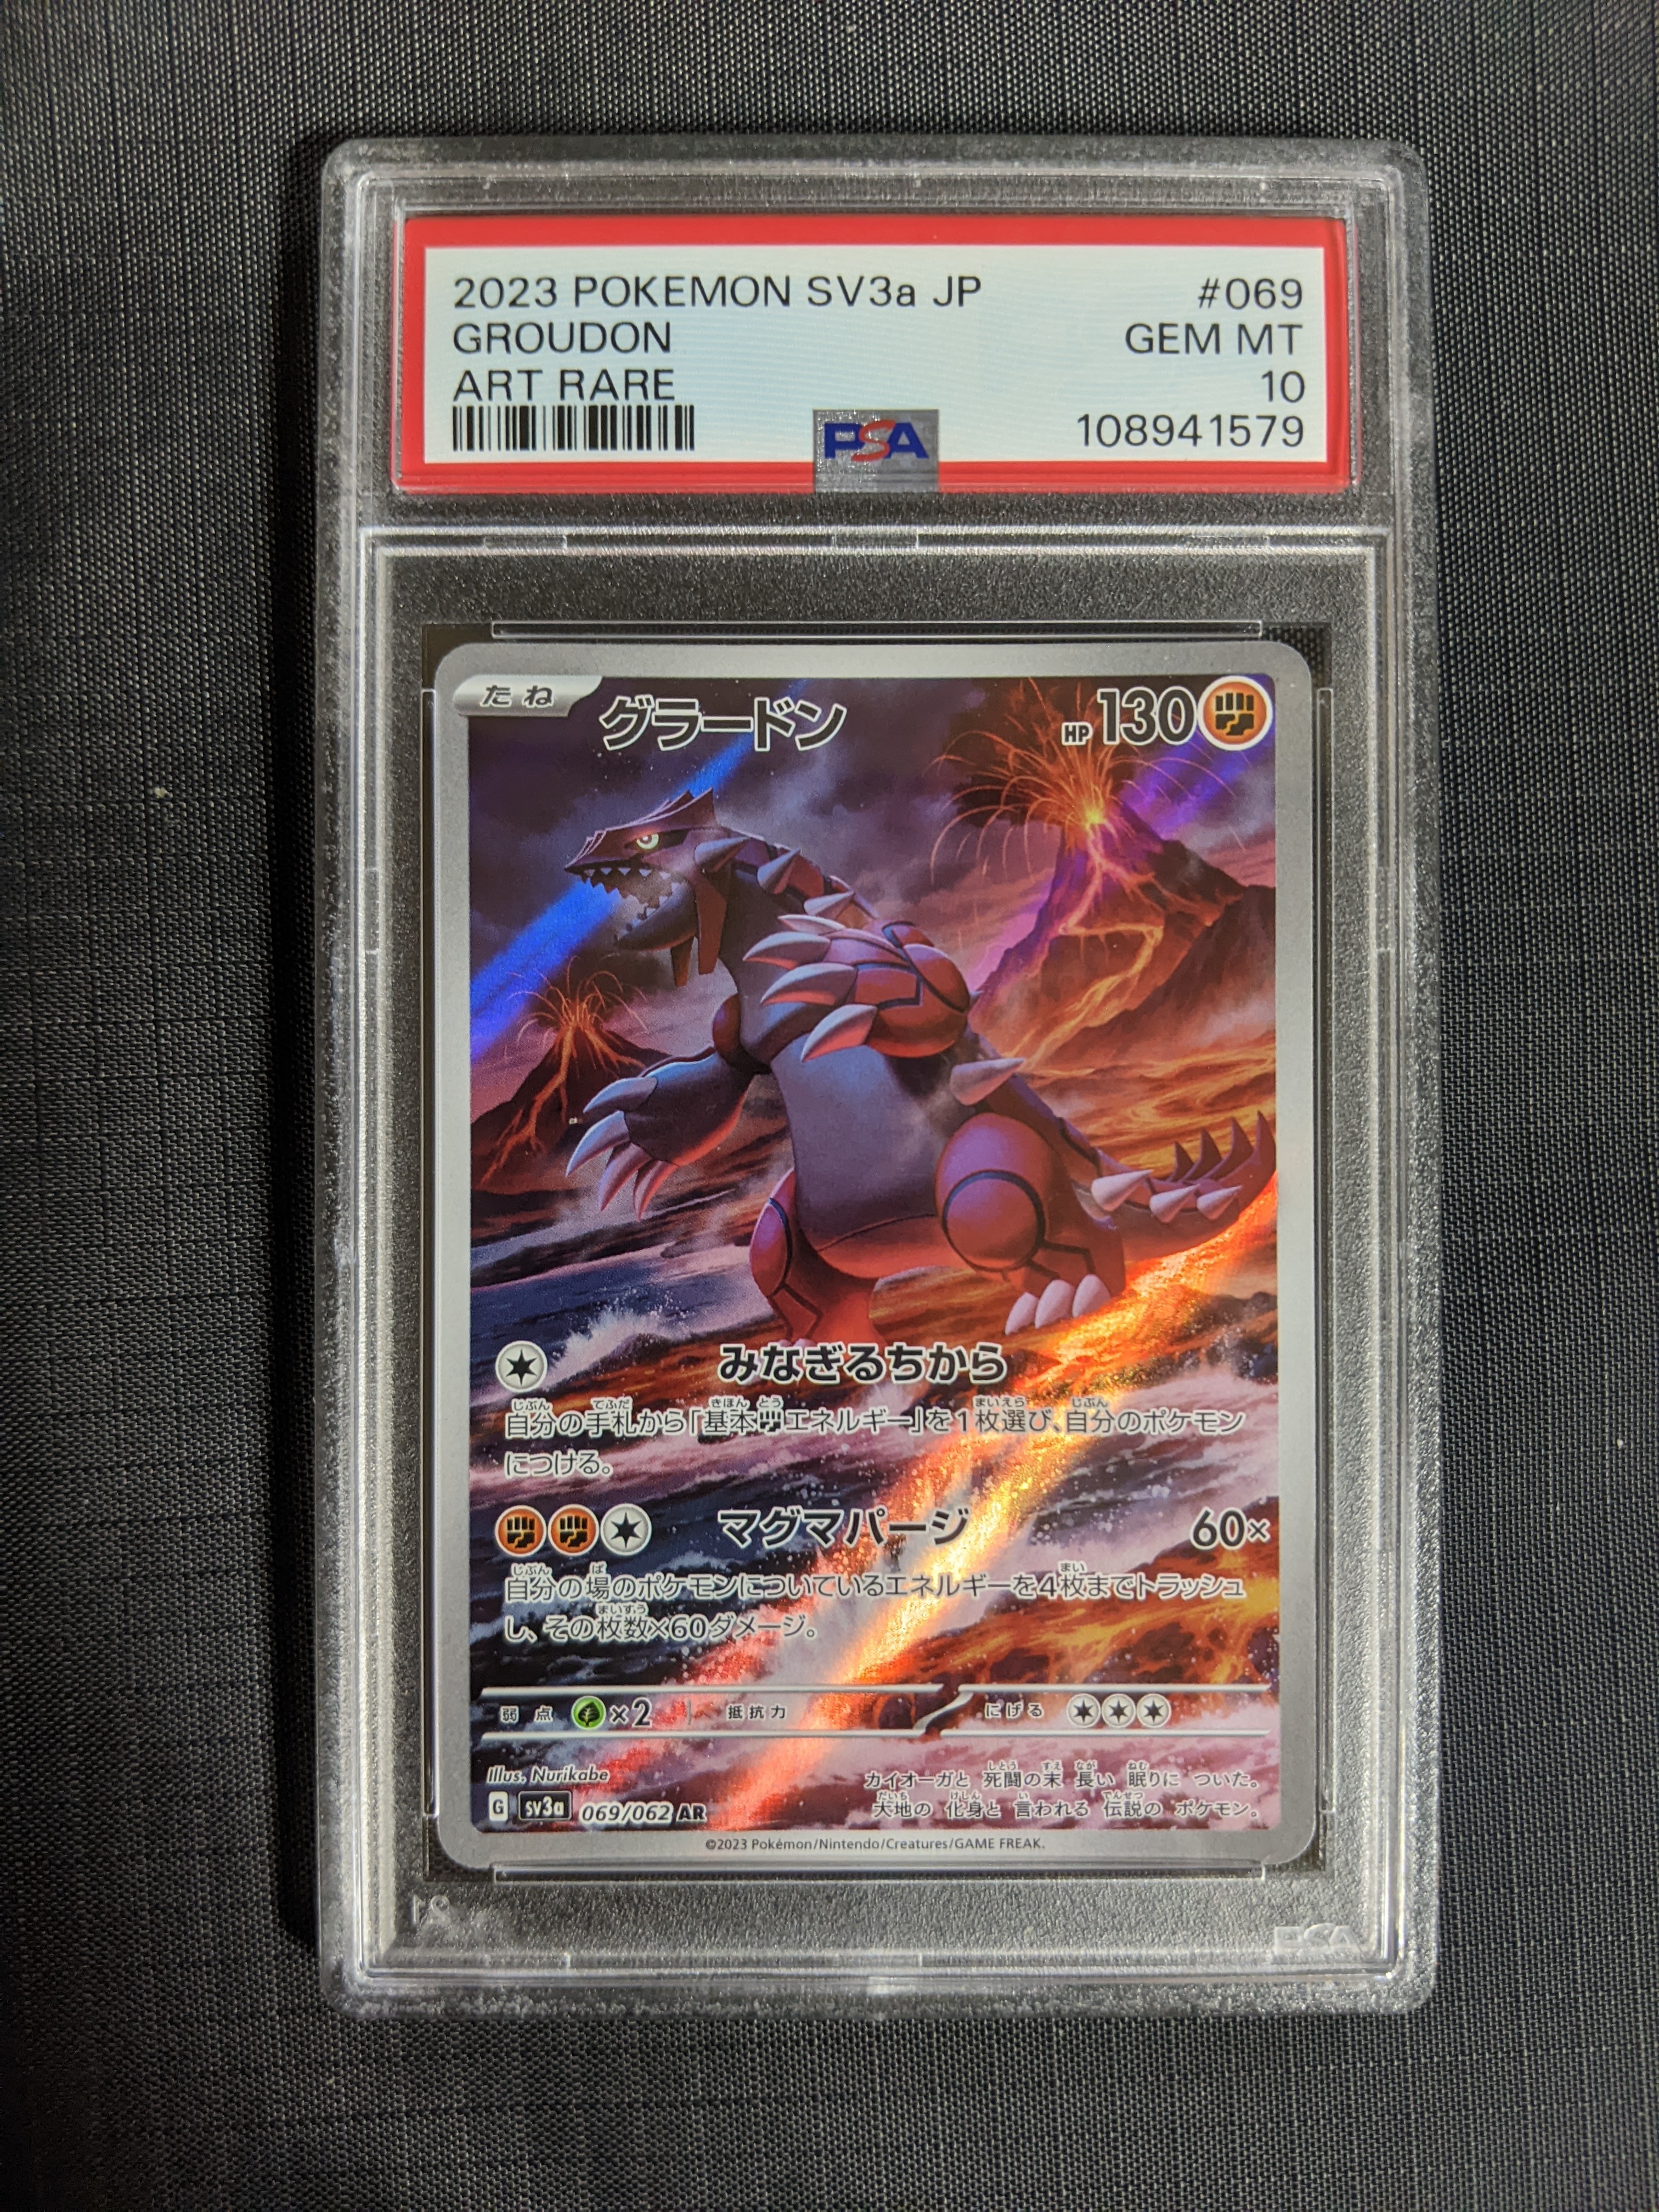 2023 POKEMON SV3a JP #069
GROUDON GEM MT
ART RARE 10
PSA 108941579
たね グラードン HP 130
みなぎるちから
自分の手札から「基本エネルギー」を1枚選び、自分のポケモン
につける。
マグマパージ 60×
自分の場のポケモンについているエネルギーを4枚までトラッシュ
し、その枚数×60ダメージ。
弱点 ×2 抵抗力 にげる
Illus. Nurikabe
カイオーガと 死闘の末 長い 眠りに ついた。
大地の 化身と 言われる 伝説の ポケモン。
G sv3a 069/062 AR
©2023 Pokémon/Nintendo/Creatures/GAME FREAK.
PSA